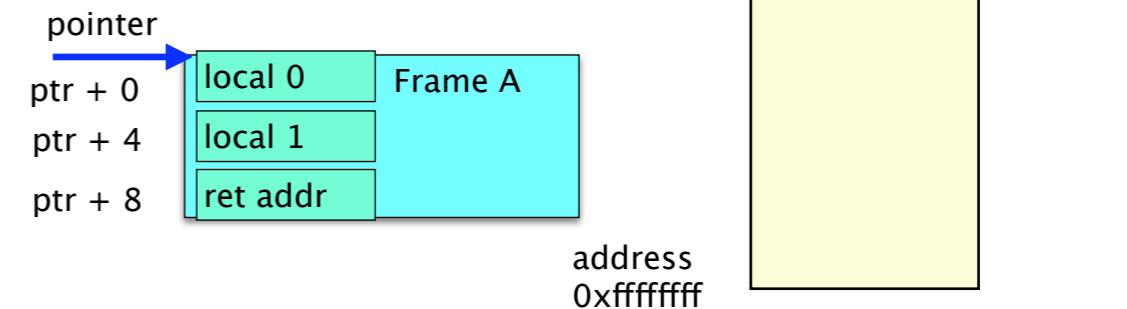 pointer
local 0
Frame A
ptr + 0
local 1
ptr + 4
ret addr
ptr + 8
address
0xffffffff